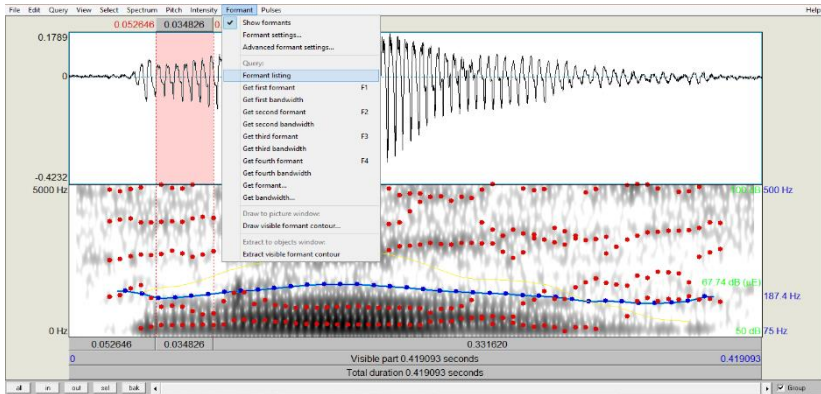 File Edit Query View Select Spectrum Pitch Intensity Formant Pulses Help
0.052646 0.034826
0.1789
0
-0.4232
5000 Hz
0 Hz
Show formants
Formant settings...
Advanced formant settings...
Query:
Formant listing
Get first formant F1
Get first bandwidth
Get second formant F2
Get second bandwidth
Get third formant F3
Get third bandwidth
Get fourth formant F4
Get fourth bandwidth
Get formant...
Get bandwidth...
Draw to picture window:
Draw visible formant contour...
Extract to objects window:
Extract visible formant contour
100 dB 500 Hz
67.74 dB (µE)
187.4 Hz
50 dB 75 Hz
0.052646 0.034826 0.331620
0 Visible part 0.419093 seconds 0.419093
Total duration 0.419093 seconds
all in out sel bak Group